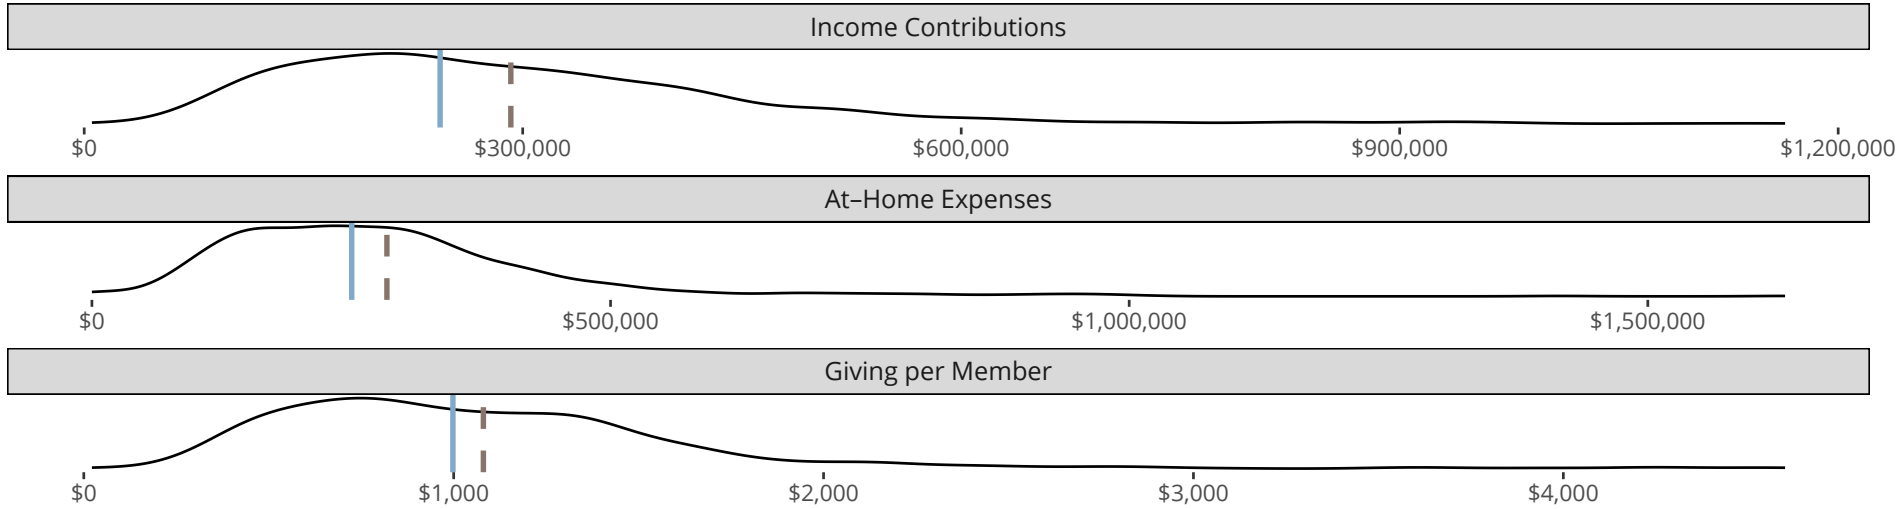 Income Contributions
$0 $300,000 $600,000 $900,000 $1,200,000
At–Home Expenses
$0 $500,000 $1,000,000 $1,500,000
Giving per Member
$0 $1,000 $2,000 $3,000 $4,000